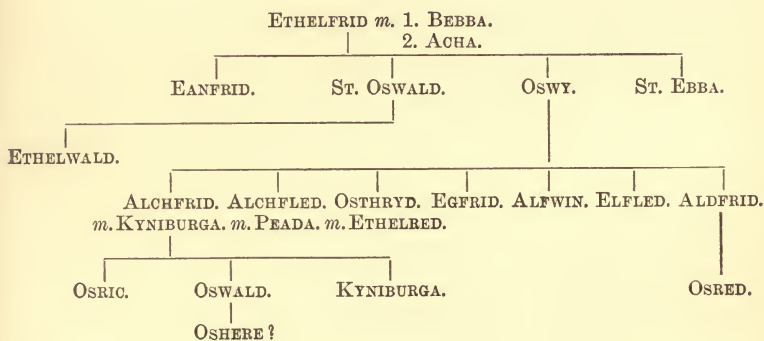 ETHELFRID m. 1. BEBBA.
2. ACHA.
EANFRID. ST. OSWALD. OSWY. ST. EBBA.
ETHELWALD.
ALCHFRID. ALCHFLED. OSTHRYD. EGFRID. ALFWIN. ELFLED. ALDFRID.
m. KYNIBURGA. m. PEADA. m. ETHELRED.
OSRIC. OSWALD. KYNIBURGA. OSRED.
OSHERE?